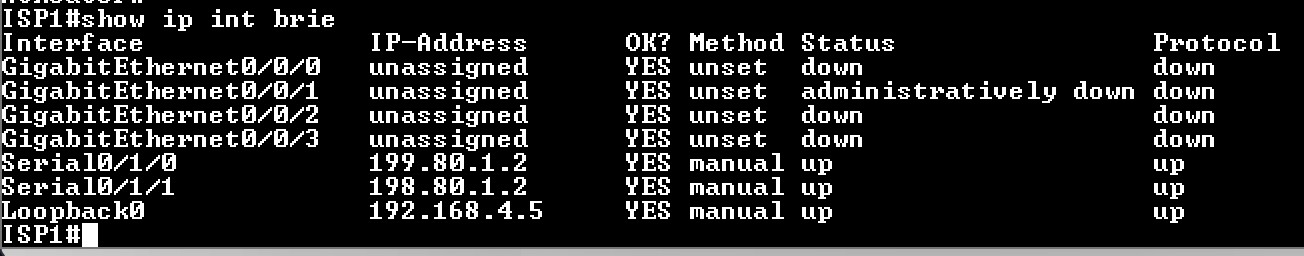 ISP1#show ip int brie
Interface IP-Address OK? Method Status Protocol
GigabitEthernet0/0/0 unassigned YES unset down down
GigabitEthernet0/0/1 unassigned YES unset administratively down down
GigabitEthernet0/0/2 unassigned YES unset down down
GigabitEthernet0/0/3 unassigned YES unset down down
Serial0/1/0 199.80.1.2 YES manual up up
Serial0/1/1 198.80.1.2 YES manual up up
Loopback0 192.168.4.5 YES manual up up
ISP1#